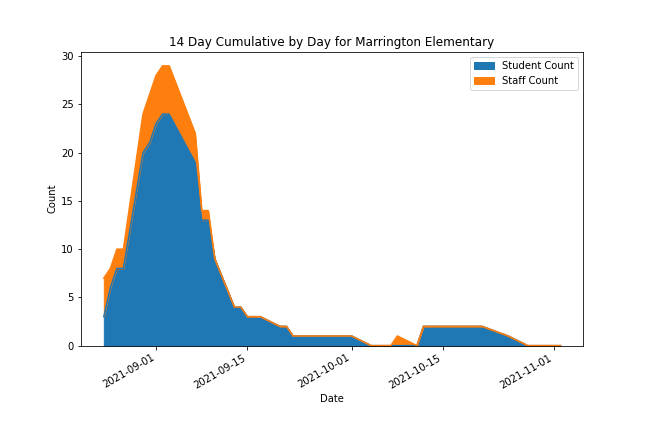 14 Day Cumulative by Day for Marrington Elementary
Student Count
Staff Count
30
25
20
15
10
5
0
Count
2021-09-01
2021-09-15
2021-10-01
2021-10-15
2021-11-01
Date